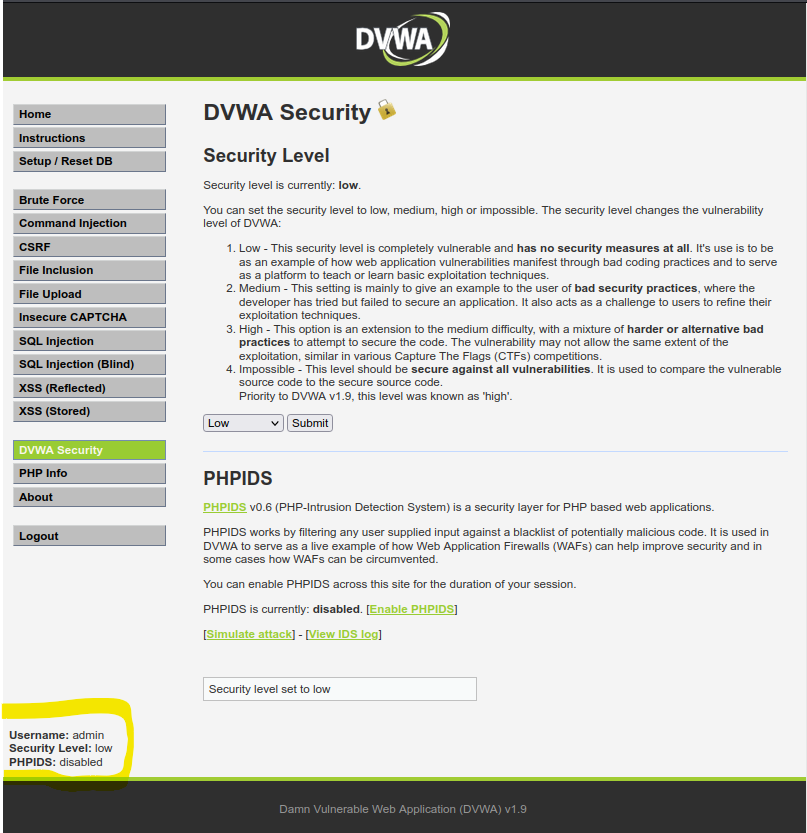 DVWA
Home
Instructions
Setup / Reset DB
Brute Force
Command Injection
CSRF
File Inclusion
File Upload
Insecure CAPTCHA
SQL Injection
SQL Injection (Blind)
XSS (Reflected)
XSS (Stored)
DVWA Security
PHP Info
About
Logout
Username: admin
Security Level: low
PHPIDS: disabled
DVWA Security
Security Level
Security level is currently: low.
You can set the security level to low, medium, high or impossible. The security level changes the vulnerability
level of DVWA:
1. Low - This security level is completely vulnerable and has no security measures at all. It's use is to be
as an example of how web application vulnerabilities manifest through bad coding practices and to serve
as a platform to teach or learn basic exploitation techniques.
2. Medium - This setting is mainly to give an example to the user of bad security practices, where the
developer has tried but failed to secure an application. It also acts as a challenge to users to refine their
exploitation techniques.
3. High - This option is an extension to the medium difficulty, with a mixture of harder or alternative bad
practices to attempt to secure the code. The vulnerability may not allow the same extent of the
exploitation, similar in various Capture The Flags (CTFs) competitions.
4. Impossible - This level should be secure against all vulnerabilities. It is used to compare the vulnerable
source code to the secure source code.
Priority to DVWA v1.9, this level was known as 'high'.
Low Submit
PHPIDS
PHPIDS v0.6 (PHP-Intrusion Detection System) is a security layer for PHP based web applications.
PHPIDS works by filtering any user supplied input against a blacklist of potentially malicious code. It is used in
DVWA to serve as a live example of how Web Application Firewalls (WAFs) can help improve security and in
some cases how WAFs can be circumvented.
You can enable PHPIDS across this site for the duration of your session.
PHPIDS is currently: disabled. [Enable PHPIDS]
[Simulate attack] - [View IDS log]
Security level set to low
Damn Vulnerable Web Application (DVWA) v1.9